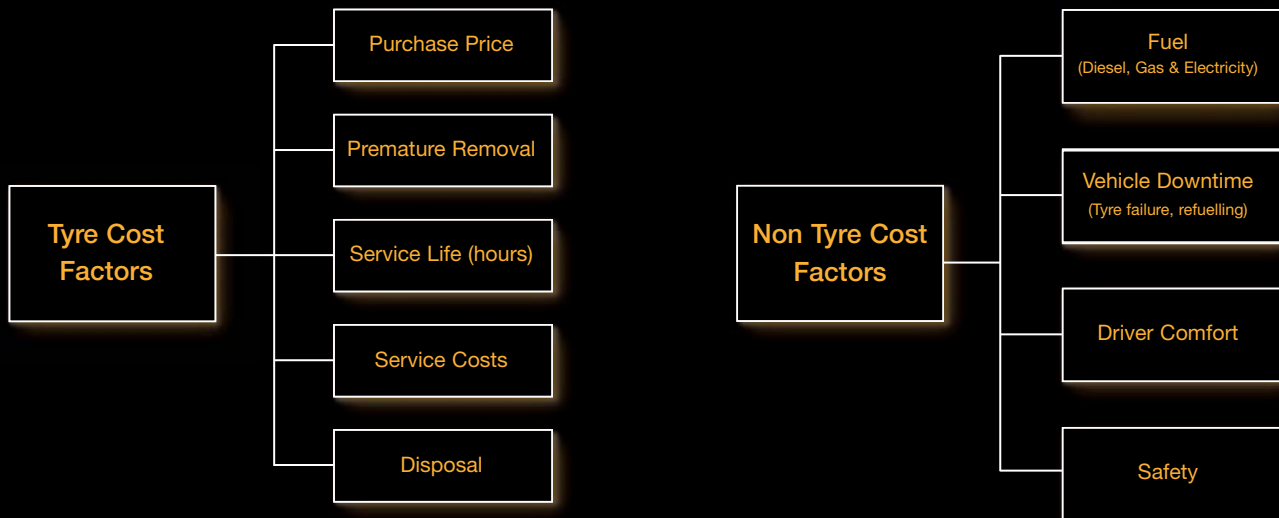 Tyre Cost
Factors
Purchase Price
Premature Removal
Service Life (hours)
Service Costs
Disposal
Non Tyre Cost
Factors
Fuel
(Diesel, Gas & Electricity)
Vehicle Downtime
(Tyre failure, refuelling)
Driver Comfort
Safety